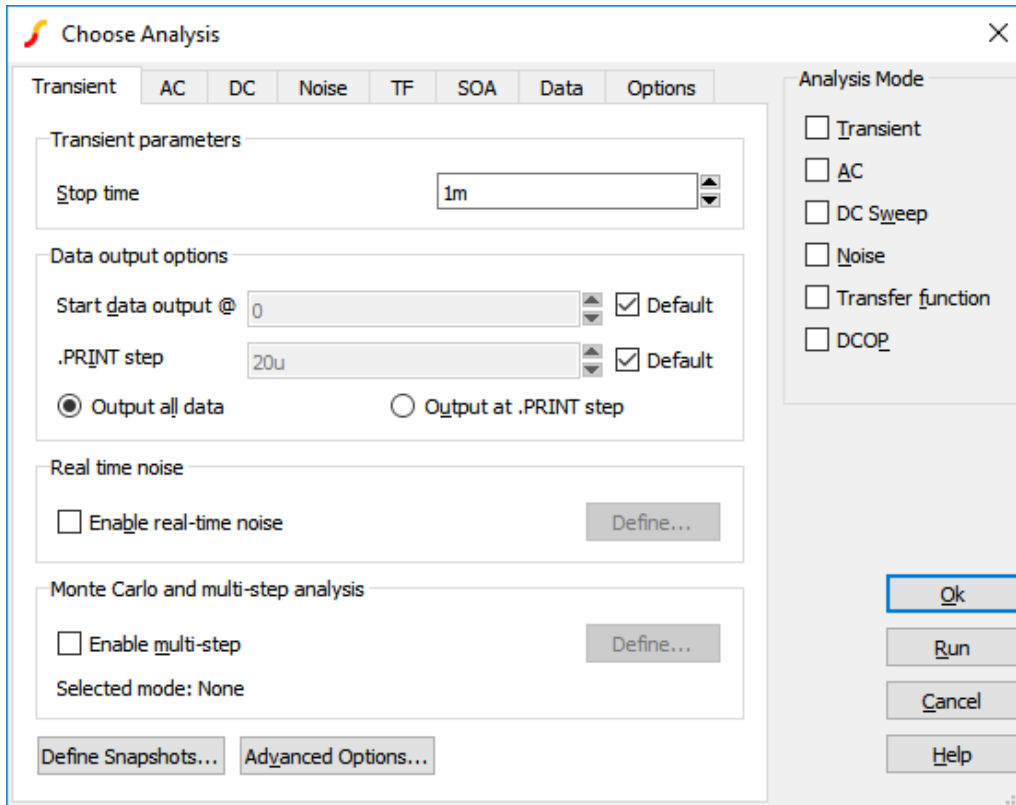 Choose Analysis
Transient AC DC Noise TF SOA Data Options
Transient parameters
Stop time 1m
Data output options
Start data output @ 0 Default
.PRINT step 20u Default
Output all data Output at .PRINT step
Real time noise
Enable real-time noise Define...
Monte Carlo and multi-step analysis
Enable multi-step Define...
Selected mode: None
Define Snapshots... Advanced Options...
Analysis Mode
Transient
AC
DC Sweep
Noise
Transfer function
DCOP
Ok
Run
Cancel
Help